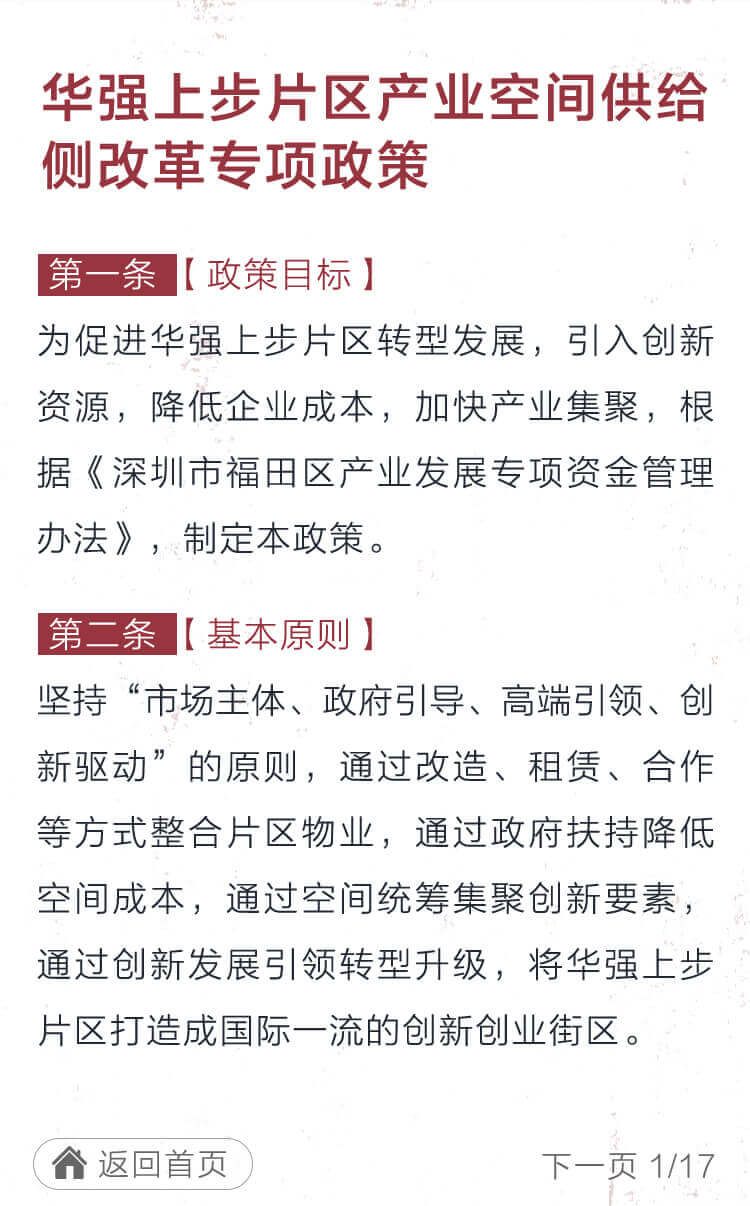 华强上步片区产业空间供给
侧改革专项政策
第一条【政策目标】
为促进华强上步片区转型发展，引入创新
资源，降低企业成本，加快产业集聚，根
据《深圳市福田区产业发展专项资金管理
办法》，制定本政策。
第二条【基本原则】
坚持“市场主体、政府引导、高端引领、创
新驱动”的原则，通过改造、租赁、合作
等方式整合片区物业，通过政府扶持降低
空间成本，通过空间统筹集聚创新要素，
通过创新发展引领转型升级，将华强上步
片区打造成国际一流的创新创业街区。
返回首页 下一页 1/17